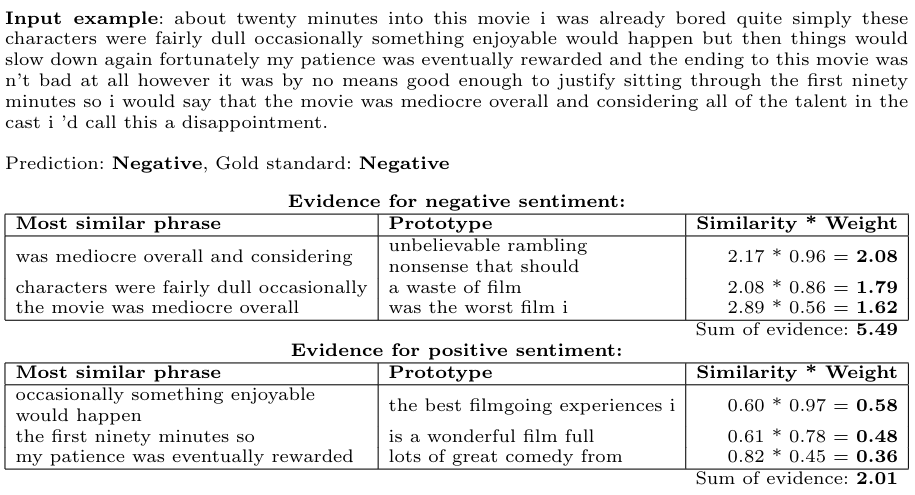 Input example: about twenty minutes into this movie i was already bored quite simply these
characters were fairly dull occasionally something enjoyable would happen but then things would
slow down again fortunately my patience was eventually rewarded and the ending to this movie was
n't bad at all however it was by no means good enough to justify sitting through the first ninety
minutes so i would say that the movie was mediocre overall and considering all of the talent in the
cast i 'd call this a disappointment.
Prediction: Negative, Gold standard: Negative
Evidence for negative sentiment:
Most similar phrase Prototype Similarity * Weight
was mediocre overall and considering unbelievable rambling nonsense that should 2.17 * 0.96 = 2.08
characters were fairly dull occasionally a waste of film 2.08 * 0.86 = 1.79
the movie was mediocre overall was the worst film i 2.89 * 0.56 = 1.62
Sum of evidence: 5.49
Evidence for positive sentiment:
Most similar phrase Prototype Similarity * Weight
occasionally something enjoyable would happen the best filmgoing experiences i 0.60 * 0.97 = 0.58
the first ninety minutes so is a wonderful film full 0.61 * 0.78 = 0.48
my patience was eventually rewarded lots of great comedy from 0.82 * 0.45 = 0.36
Sum of evidence: 2.01